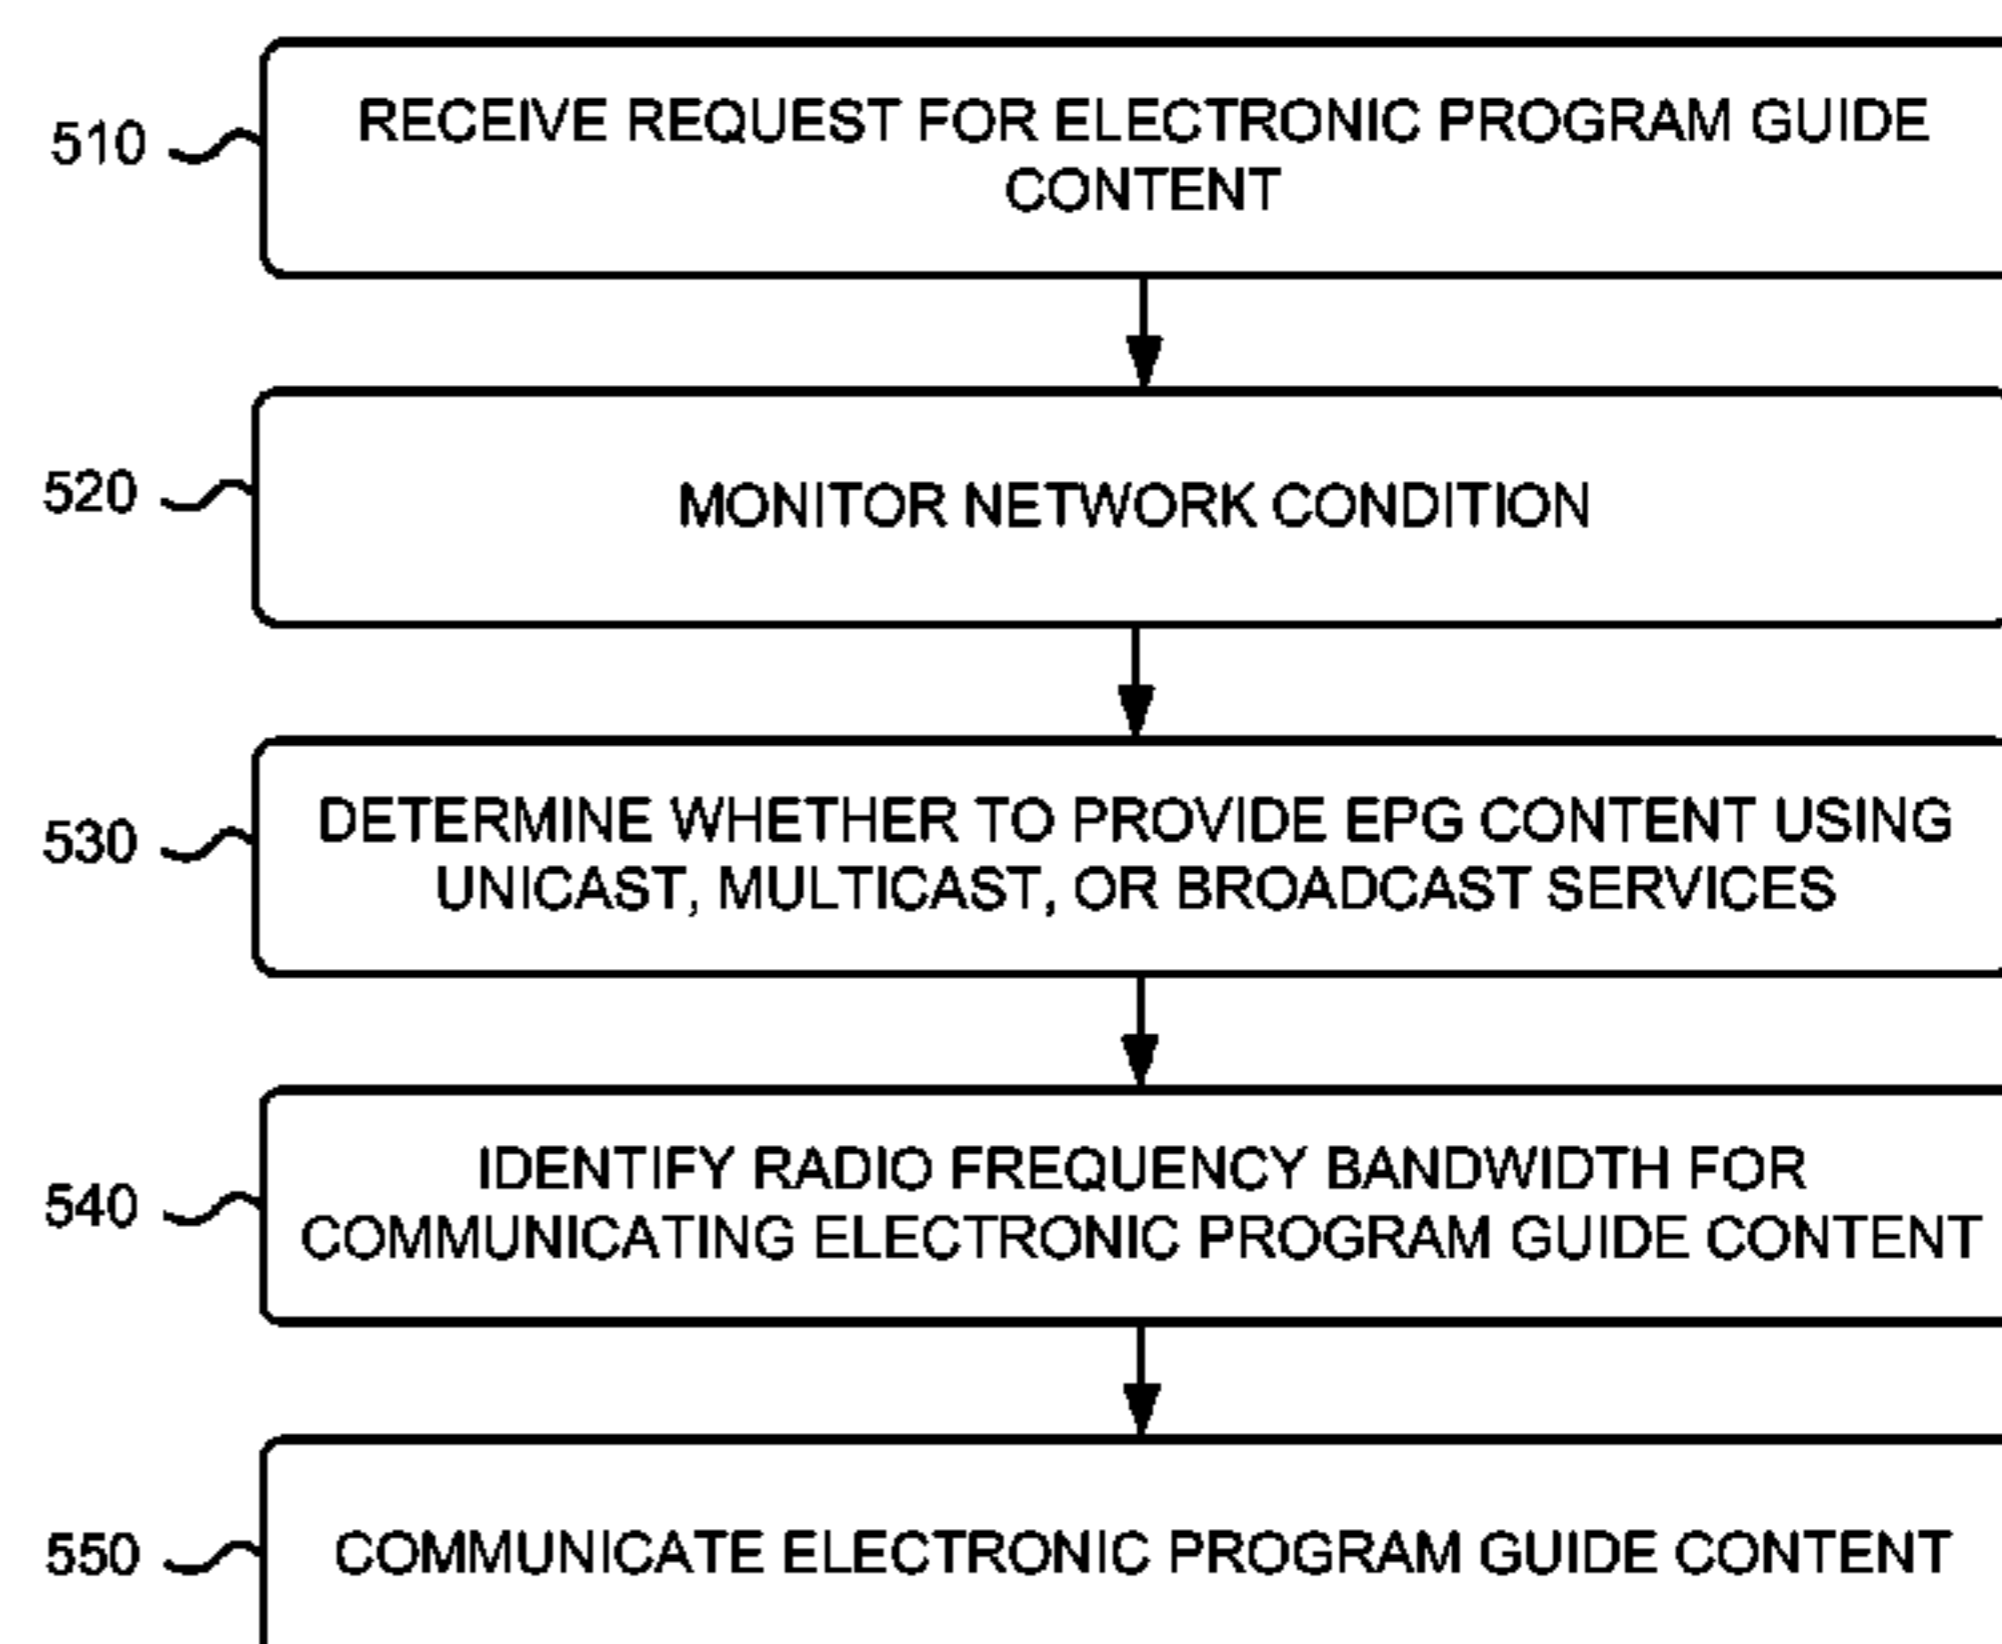 510
RECEIVE REQUEST FOR ELECTRONIC PROGRAM GUIDE
CONTENT
520
MONITOR NETWORK CONDITION
530
DETERMINE WHETHER TO PROVIDE EPG CONTENT USING
UNICAST, MULTICAST, OR BROADCAST SERVICES
540
IDENTIFY RADIO FREQUENCY BANDWIDTH FOR
COMMUNICATING ELECTRONIC PROGRAM GUIDE CONTENT
550
COMMUNICATE ELECTRONIC PROGRAM GUIDE CONTENT